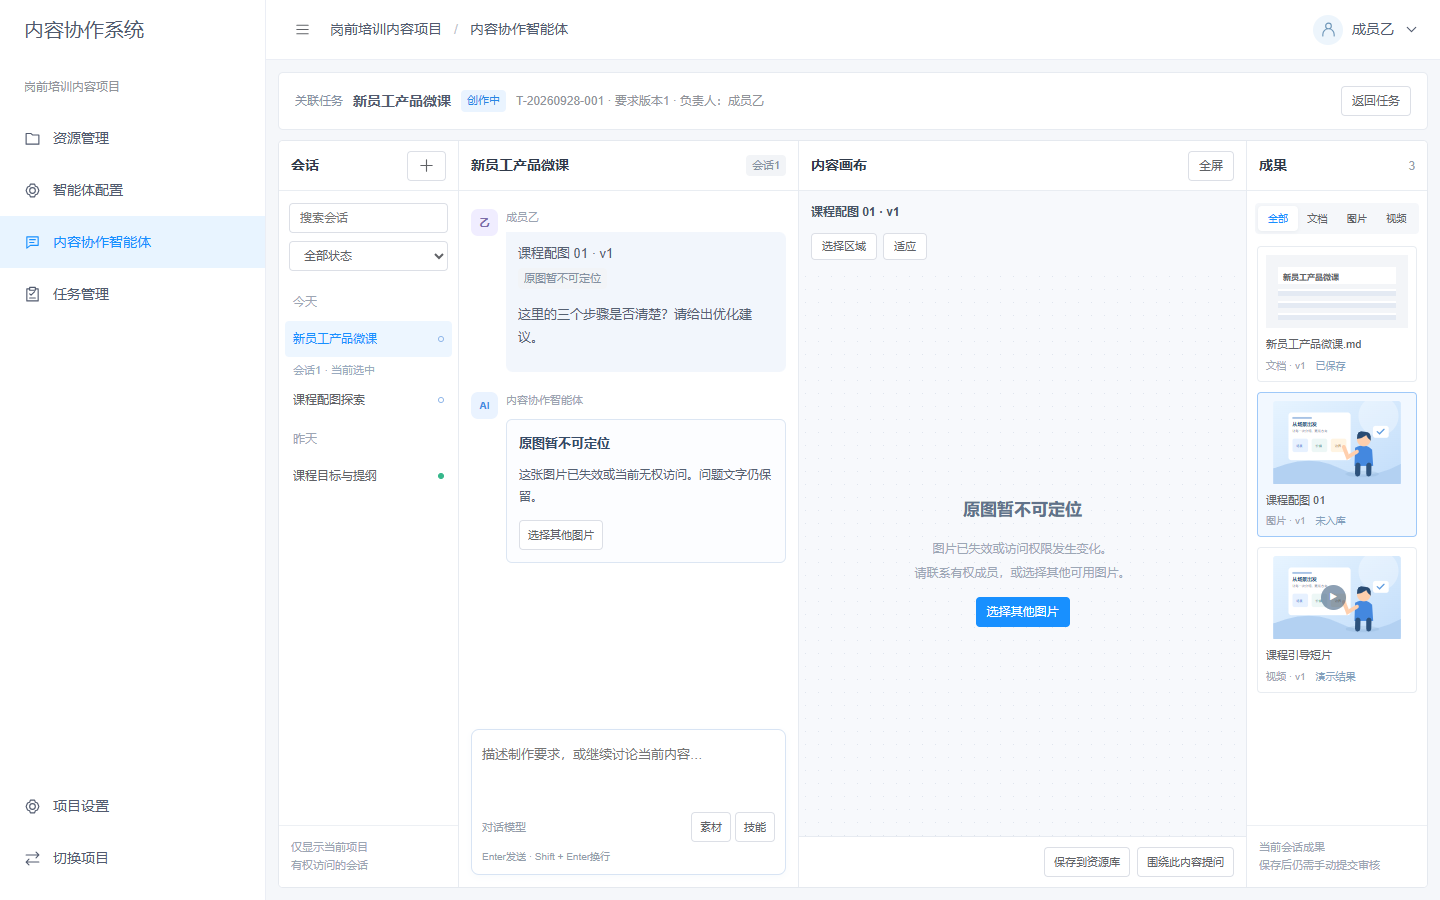 内容协作系统
岗前培训内容项目
资源管理
智能体配置
内容协作智能体
任务管理
项目设置
切换项目
岗前培训内容项目 / 内容协作智能体
成员乙
关联任务 新员工产品微课 创作中 T-20260928-001 · 要求版本1 · 负责人：成员乙
返回任务
会话
搜索会话
全部状态
今天
新员工产品微课
会话1 · 当前选中
课程配图探索
昨天
课程目标与提纲
仅显示当前项目
有权访问的会话
新员工产品微课
会话1
乙
成员乙
课程配图 01 · v1
原图暂不可定位
这里的三个步骤是否清楚？请给出优化建
议。
AI
内容协作智能体
原图暂不可定位
这张图片已失效或当前无权访问。问题文字仍保
留。
选择其他图片
描述制作要求，或继续讨论当前内容...
对话模型
素材
技能
Enter发送 · Shift + Enter换行
内容画布
全屏
课程配图 01 · v1
选择区域
适应
原图暂不可定位
图片已失效或访问权限发生变化。
请联系有权成员，或选择其他可用图片。
选择其他图片
保存到资源库
围绕此内容提问
成果
3
全部 文档 图片 视频
新员工产品微课
新员工产品微课.md
文档 · v1 已保存
从场景出发
课程配图 01
图片 · v1 未入库
从场景出发
课程引导短片
视频 · v1 演示结果
当前会话成果
保存后仍需手动提交审核